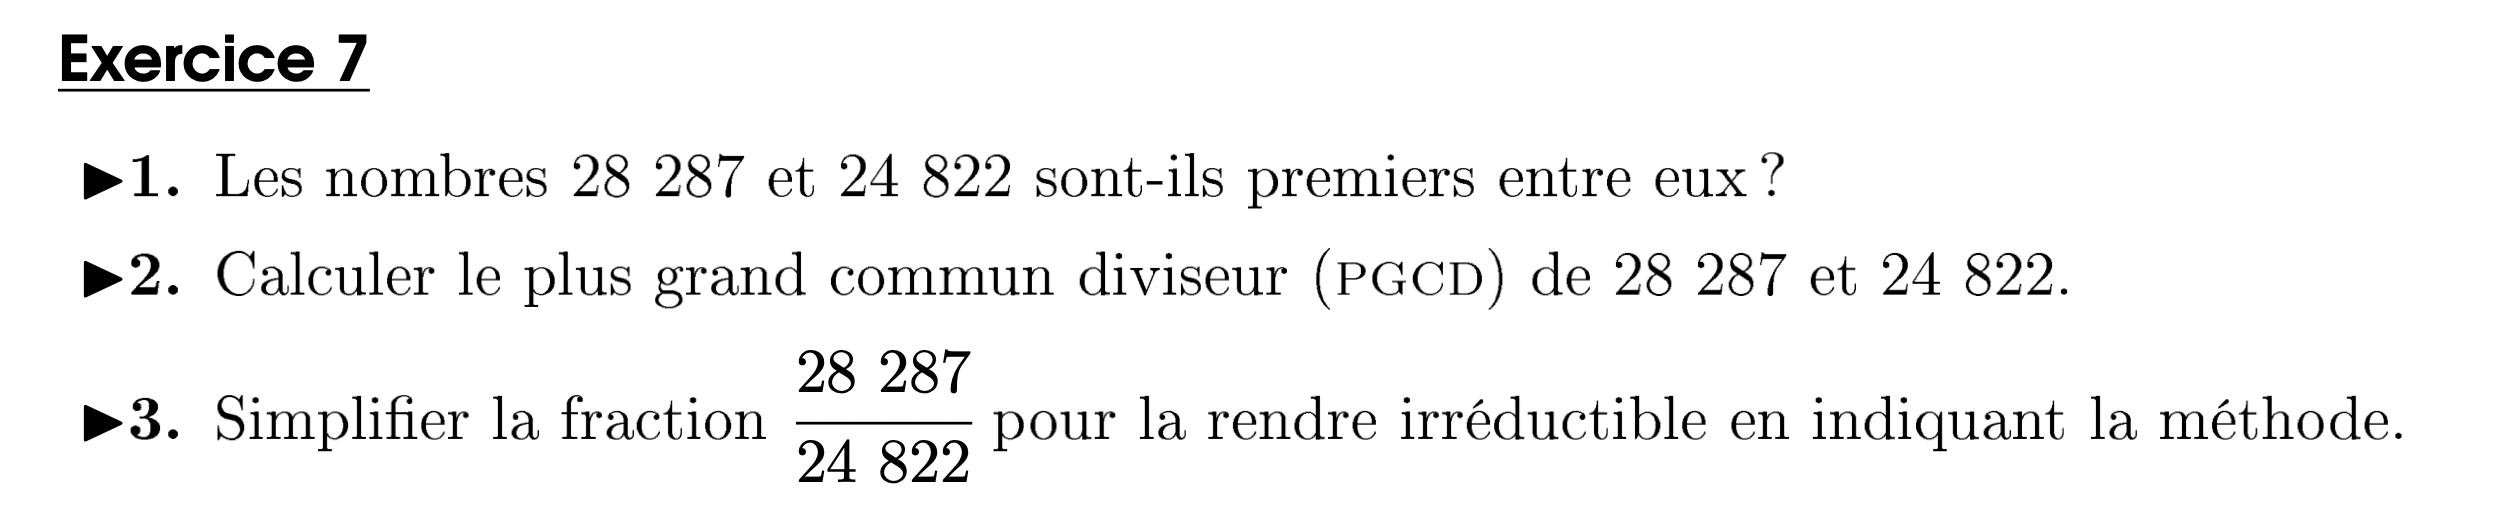 Exercice 7
▶1. Les nombres 28 287 et 24 822 sont-ils premiers entre eux ?
▶2. Calculer le plus grand commun diviseur (PGCD) de 28 287 et 24 822.
▶3. Simplifier la fraction 28 287 / 24 822 pour la rendre irréductible en indiquant la méthode.